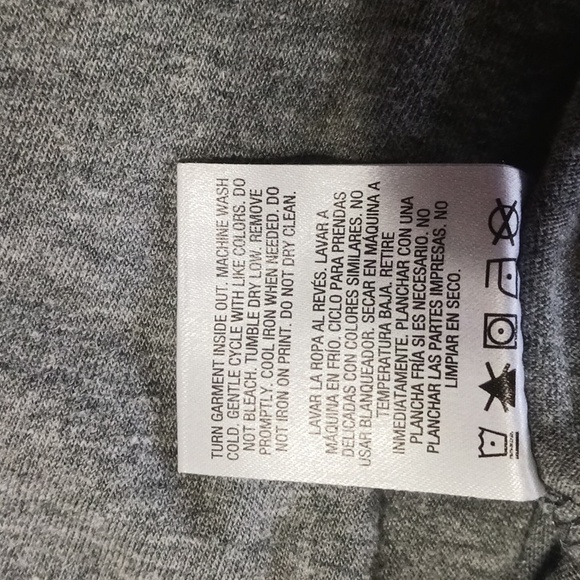 TURN GARMENT INSIDE OUT. MACHINE WASH
COLD, GENTLE CYCLE WITH LIKE COLORS. DO
NOT BLEACH. TUMBLE DRY LOW. REMOVE
PROMPTLY. COOL IRON WHEN NEEDED. DO
NOT IRON ON PRINT. DO NOT DRY CLEAN.
LAVAR LA ROPA AL REVÉS. LAVAR A
MÁQUINA EN FRÍO. CICLO PARA PRENDAS
DELICADAS CON COLORES SIMILARES. NO
USAR BLANQUEADOR. SECAR EN MÁQUINA A
TEMPERATURA BAJA. RETIRE
INMEDIATAMENTE. PLANCHAR CON UNA
PLANCHA FRÍA SI ES NECESARIO. NO
PLANCHAR LAS PARTES IMPRESAS. NO
LIMPIAR EN SECO.